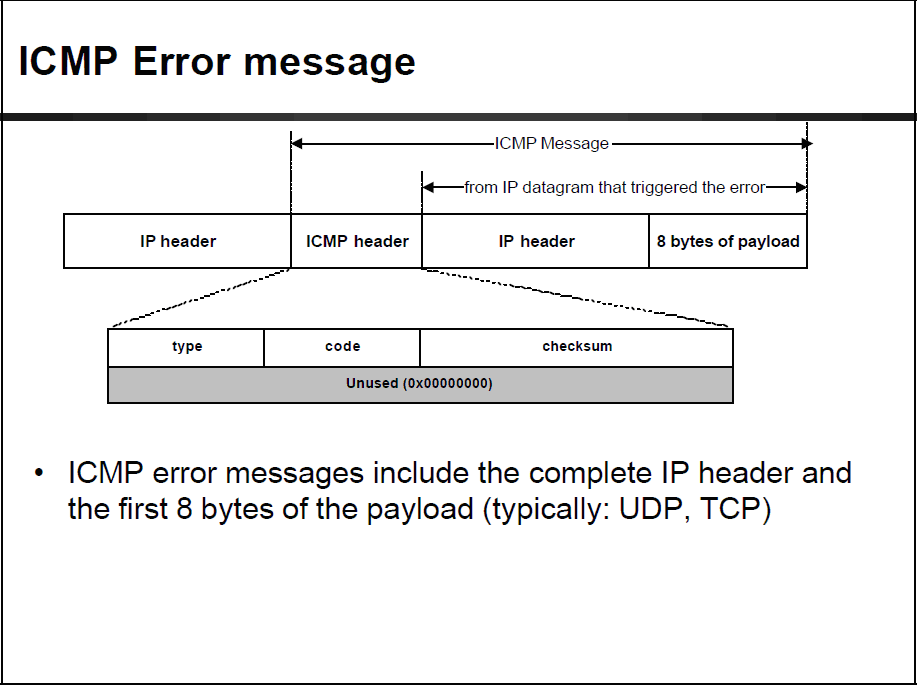 ICMP Error message
ICMP Message
from IP datagram that triggered the error
IP header ICMP header IP header 8 bytes of payload
type code checksum
Unused (0x00000000)
• ICMP error messages include the complete IP header and
the first 8 bytes of the payload (typically: UDP, TCP)